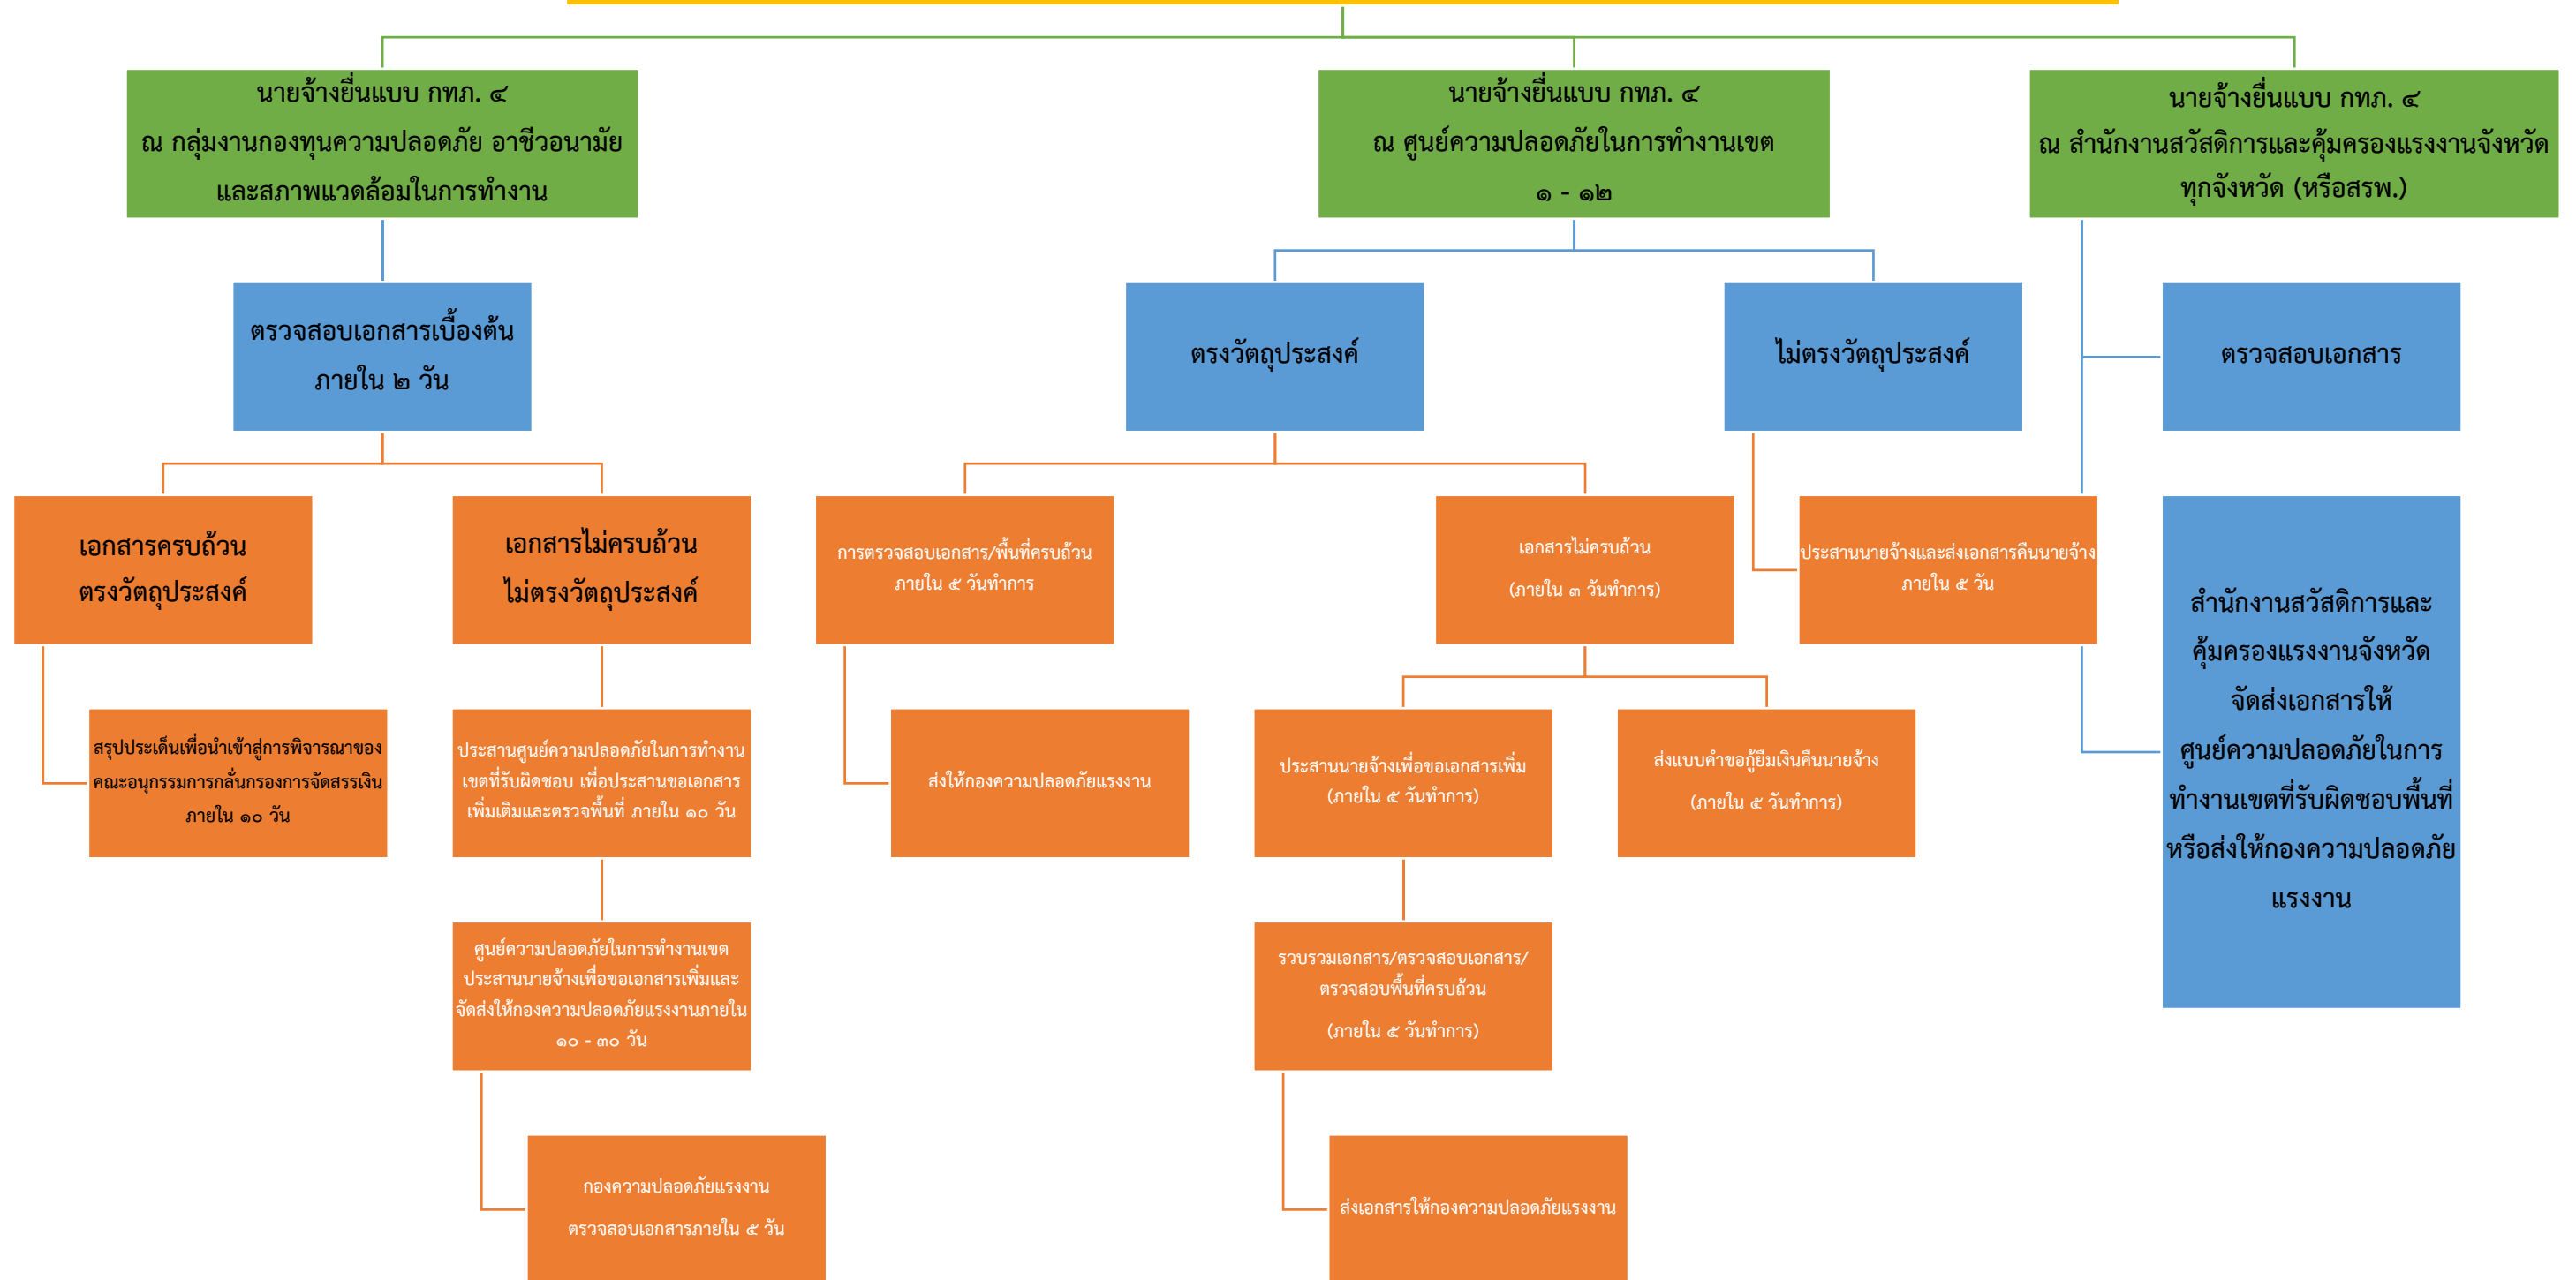 นายจ้างยื่นแบบ กทภ. ๔
ณ กลุ่มงานกองทุนความปลอดภัย อาชีวอนามัย
และสภาพแวดล้อมในการทำงาน
นายจ้างยื่นแบบ กทภ. ๔
ณ ศูนย์ความปลอดภัยในการทำงานเขต
๑ - ๑๒
นายจ้างยื่นแบบ กทภ. ๔
ณ สำนักงานสวัสดิการและคุ้มครองแรงงานจังหวัด
ทุกจังหวัด (หรือสรพ.)
ตรวจสอบเอกสารเบื้องต้น
ภายใน ๒ วัน
ตรงวัตถุประสงค์
ไม่ตรงวัตถุประสงค์
ตรวจสอบเอกสาร
เอกสารครบถ้วน
ตรงวัตถุประสงค์
เอกสารไม่ครบถ้วน
ไม่ตรงวัตถุประสงค์
การตรวจสอบเอกสาร/พื้นที่ครบถ้วน
ภายใน ๕ วันทำการ
เอกสารไม่ครบถ้วน
(ภายใน ๓ วันทำการ)
ประสานนายจ้างและส่งเอกสารคืนนายจ้าง
ภายใน ๕ วัน
สำนักงานสวัสดิการและ
คุ้มครองแรงงานจังหวัด
จัดส่งเอกสารให้
ศูนย์ความปลอดภัยในการ
ทำงานเขตที่รับผิดชอบพื้นที่
หรือส่งให้กองความปลอดภัย
แรงงาน
สรุปประเด็นเพื่อนำเข้าสู่การพิจารณาของ
คณะอนุกรรมการกลั่นกรองการจัดสรรเงิน
ภายใน ๑๐ วัน
ประสานศูนย์ความปลอดภัยในการทำงาน
เขตที่รับผิดชอบ เพื่อประสานขอเอกสาร
เพิ่มเติมและตรวจพื้นที่ ภายใน ๑๐ วัน
ส่งให้กองความปลอดภัยแรงงาน
ประสานนายจ้างเพื่อขอเอกสารเพิ่ม
(ภายใน ๕ วันทำการ)
ส่งแบบคำขอกู้ยืมเงินคืนนายจ้าง
(ภายใน ๕ วันทำการ)
ศูนย์ความปลอดภัยในการทำงานเขต
ประสานนายจ้างเพื่อขอเอกสารเพิ่มและ
จัดส่งให้กองความปลอดภัยแรงงานภายใน
๑๐ - ๓๐ วัน
รวบรวมเอกสาร/ตรวจสอบเอกสาร/
ตรวจสอบพื้นที่ครบถ้วน
(ภายใน ๕ วันทำการ)
กองความปลอดภัยแรงงาน
ตรวจสอบเอกสารภายใน ๕ วัน
ส่งเอกสารให้กองความปลอดภัยแรงงาน